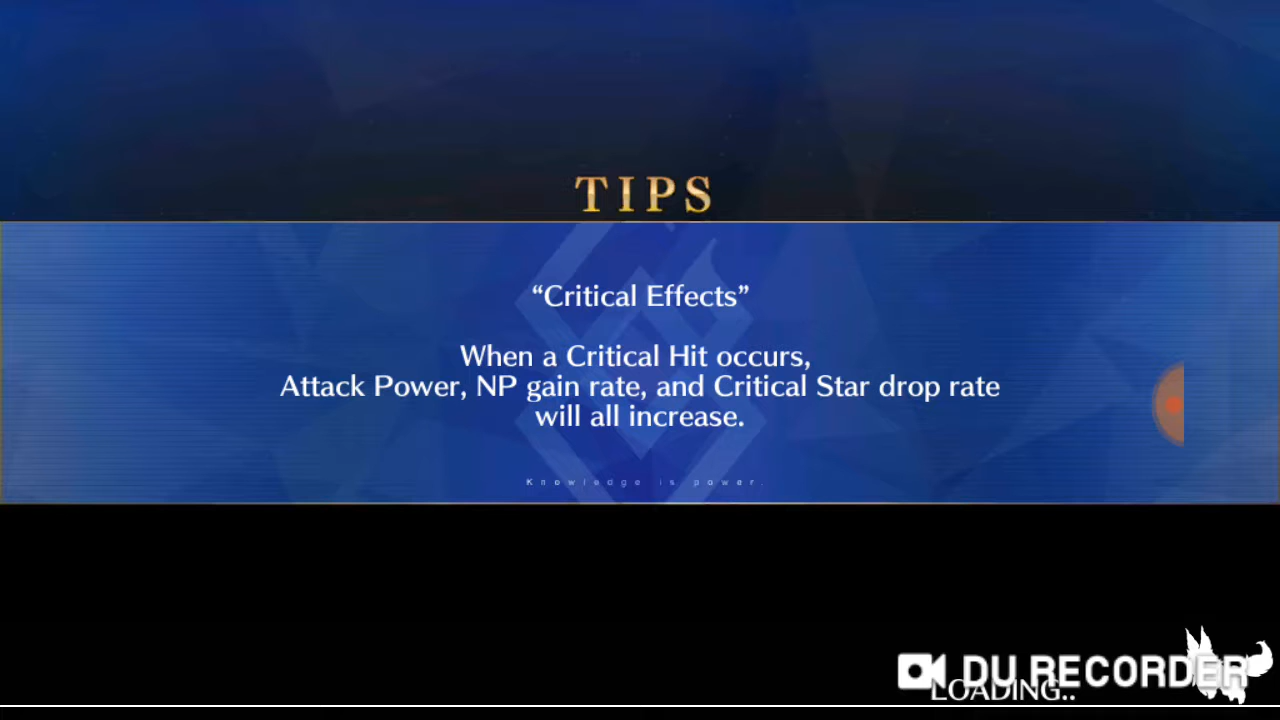 TIPS
“Critical Effects”
When a Critical Hit occurs,
Attack Power, NP gain rate, and Critical Star drop rate
will all increase.
Knowledge is power.
DU RECORDER
LOADING..